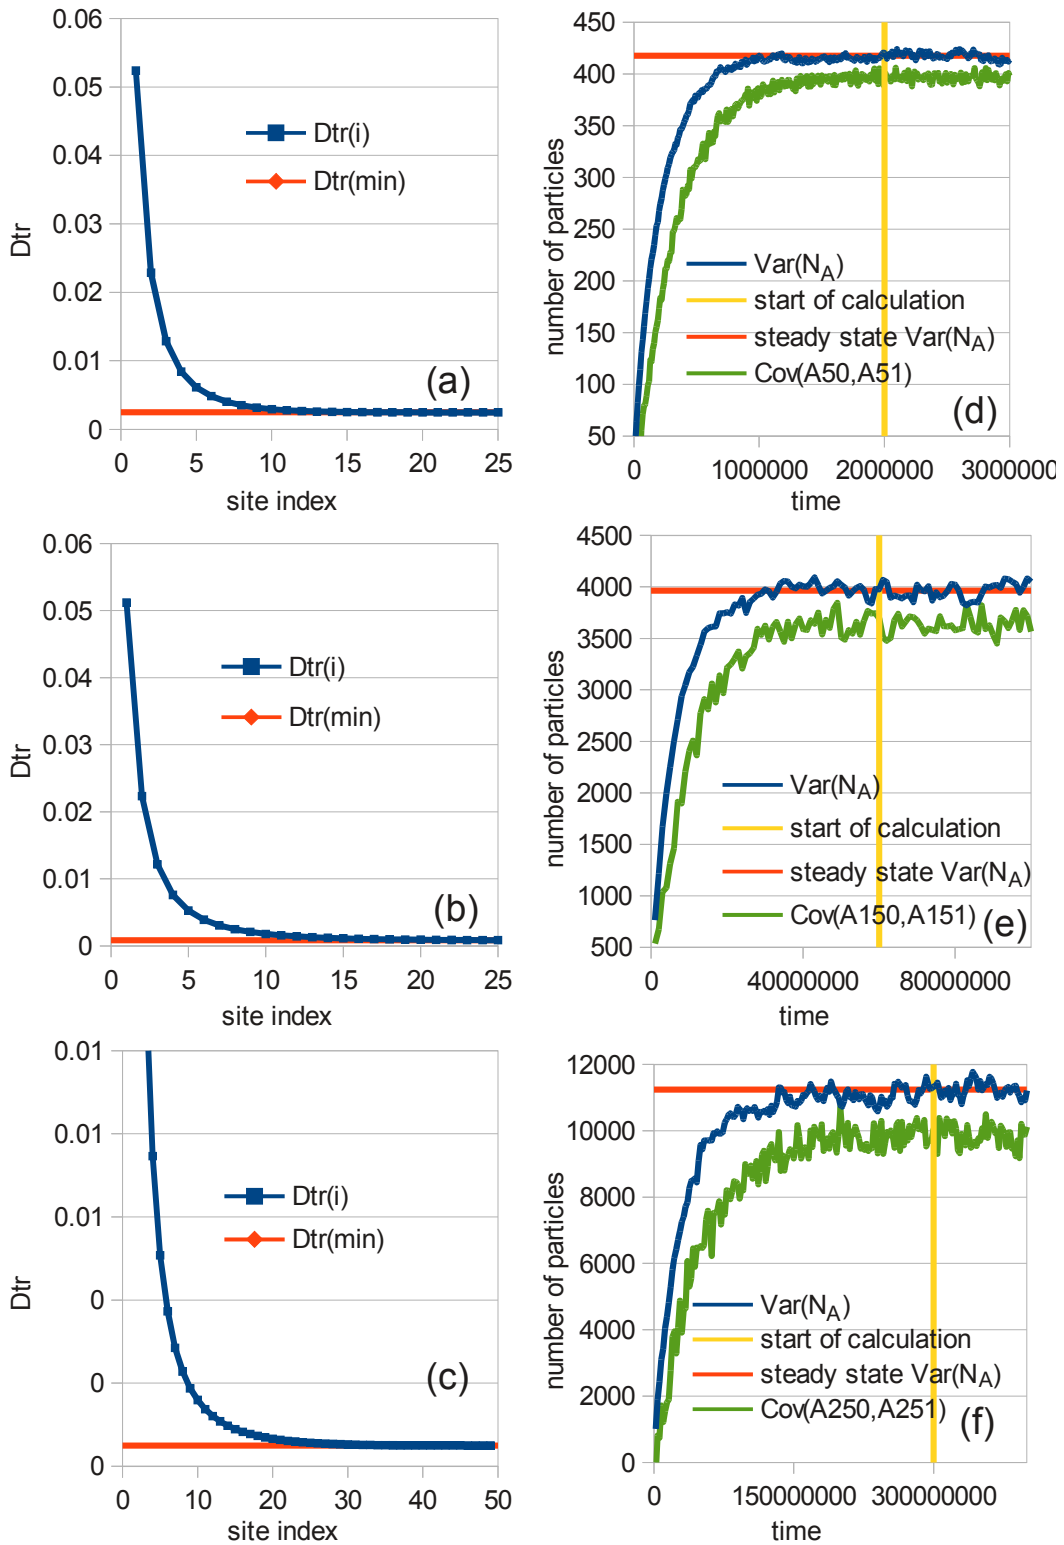 0.06
0.05
0.04
0.03
0.02
0.01
0
Dtr
Dtr(i)
Dtr(min)
(a)
0 5 10 15 20 25
site index
450
400
350
300
250
200
150
100
50
number of particles
Var(N_A)
start of calculation
steady state Var(N_A)
Cov(A50,A51)
(d)
0 1000000 2000000 3000000
time
0.06
0.05
0.04
0.03
0.02
0.01
0
Dtr
Dtr(i)
Dtr(min)
(b)
0 5 10 15 20 25
site index
4500
4000
3500
3000
2500
2000
1500
1000
500
number of particles
Var(N_A)
start of calculation
steady state Var(N_A)
Cov(A150,A151)
(e)
0 40000000 80000000
time
0.01
0.01
0.01
0
0
0
Dtr
Dtr(i)
Dtr(min)
(c)
0 10 20 30 40 50
site index
12000
10000
8000
6000
4000
2000
0
number of particles
Var(N_A)
start of calculation
steady state Var(N_A)
Cov(A250,A251)
(f)
0 150000000 300000000
time